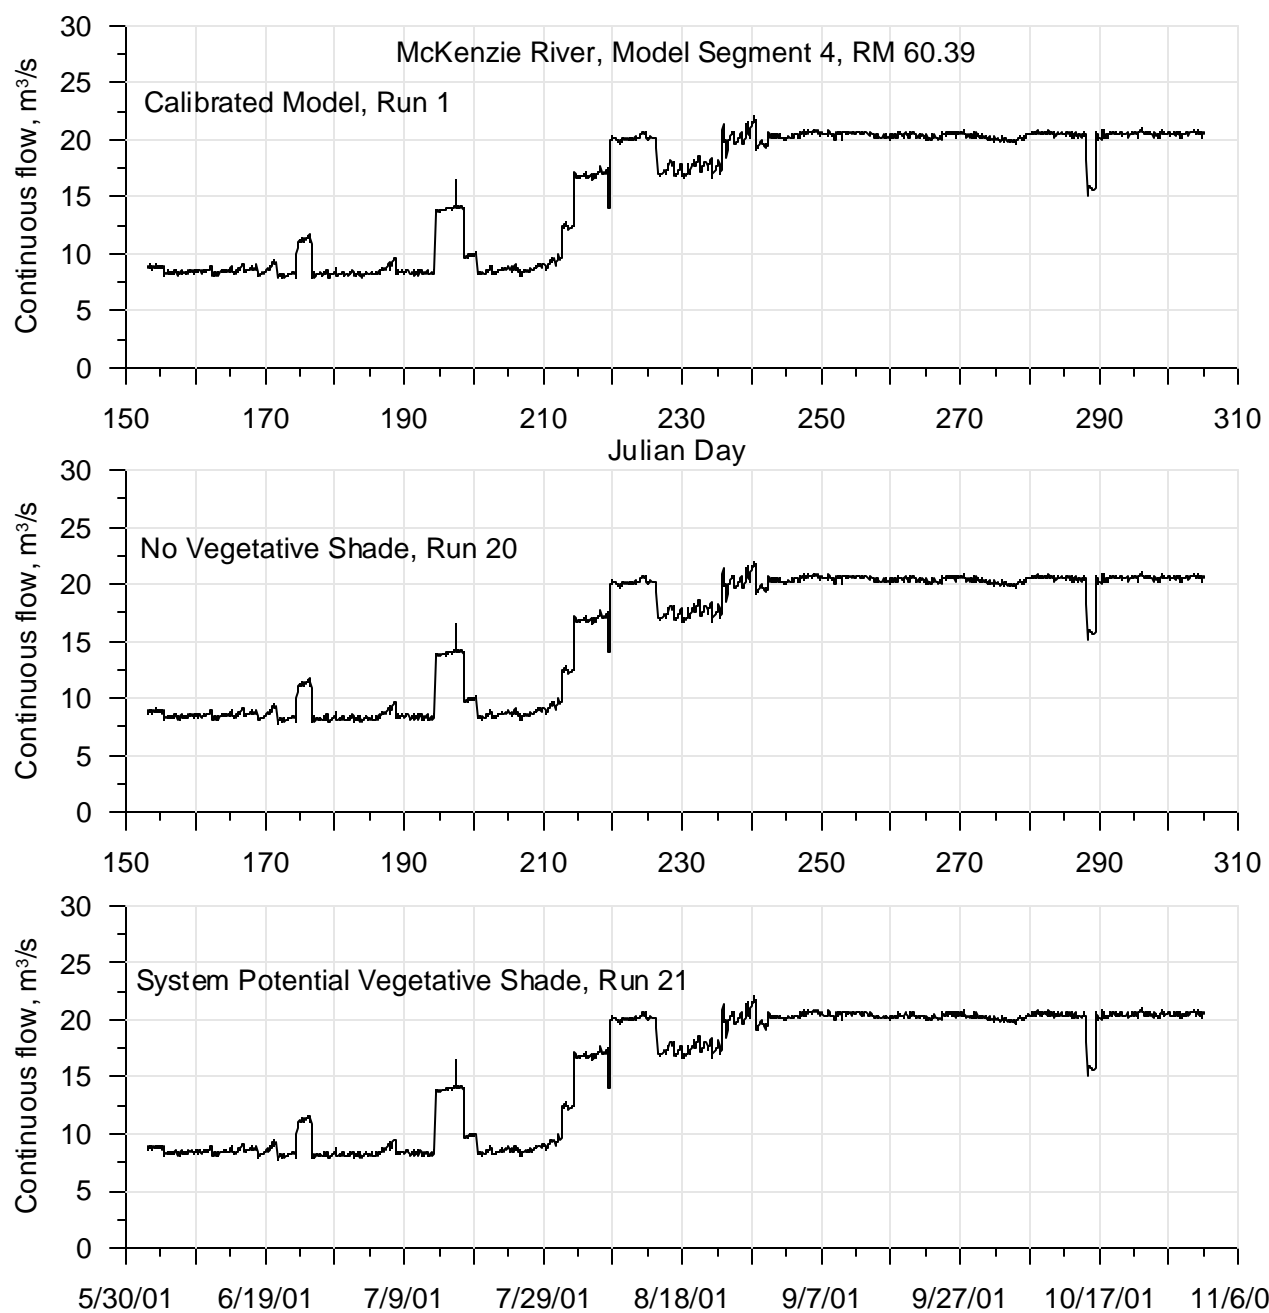 McKenzie River, Model Segment 4, RM 60.39
Calibrated Model, Run 1
Continuous flow, m³/s
30
25
20
15
10
5
0
150 170 190 210 230 250 270 290 310
Julian Day
No Vegetative Shade, Run 20
Continuous flow, m³/s
30
25
20
15
10
5
0
150 170 190 210 230 250 270 290 310
System Potential Vegetative Shade, Run 21
Continuous flow, m³/s
30
25
20
15
10
5
0
5/30/01 6/19/01 7/9/01 7/29/01 8/18/01 9/7/01 9/27/01 10/17/01 11/6/0